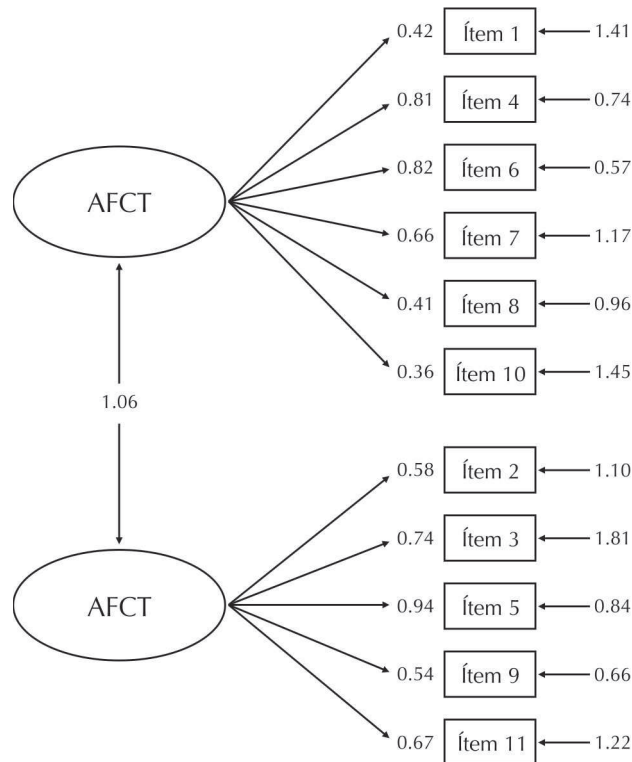 0.42 Ítem 1 1.41
0.81 Ítem 4 0.74
AFCT
0.82 Ítem 6 0.57
0.66 Ítem 7 1.17
0.41 Ítem 8 0.96
0.36 Ítem 10 1.45
1.06
0.58 Ítem 2 1.10
0.74 Ítem 3 1.81
AFCT
0.94 Ítem 5 0.84
0.54 Ítem 9 0.66
0.67 Ítem 11 1.22